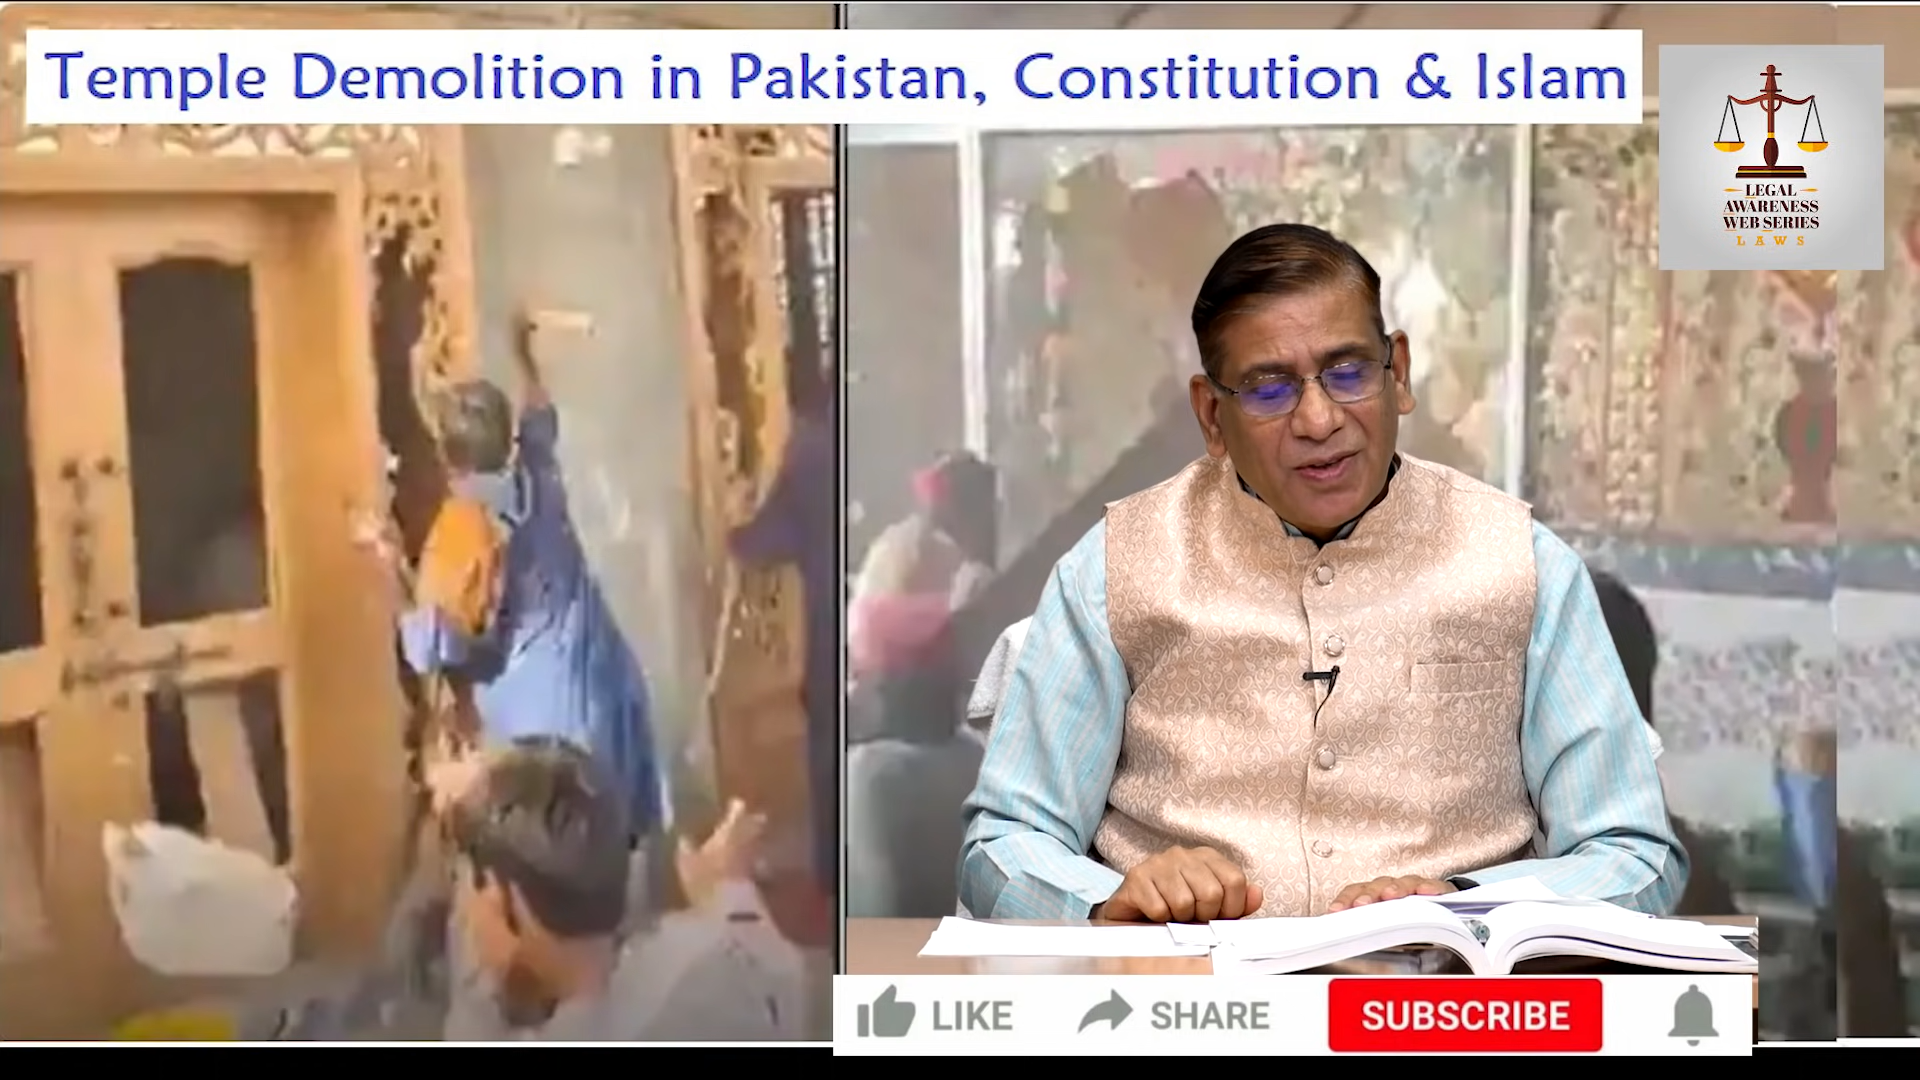 Temple Demolition in Pakistan, Constitution & Islam
LEGAL
AWARENESS
WEB SERIES
LAWS
LIKE
SHARE
SUBSCRIBE